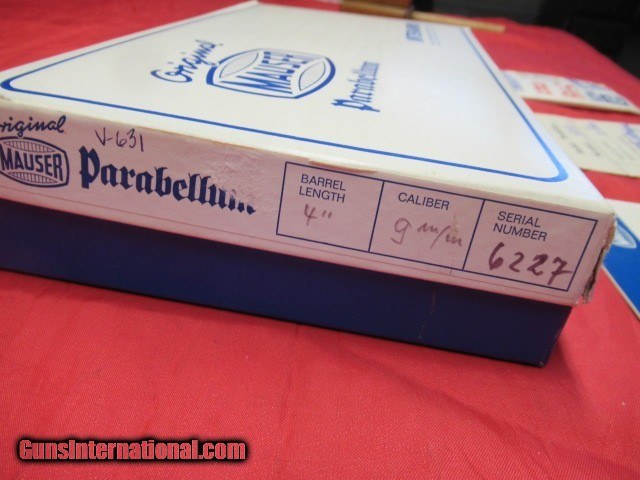 Original
MAUSER
Parabellum
Original
MAUSER
V-631
Parabellum
BARREL
LENGTH
4"
CALIBER
9 m/m
SERIAL
NUMBER
6227
GunsInternational.com